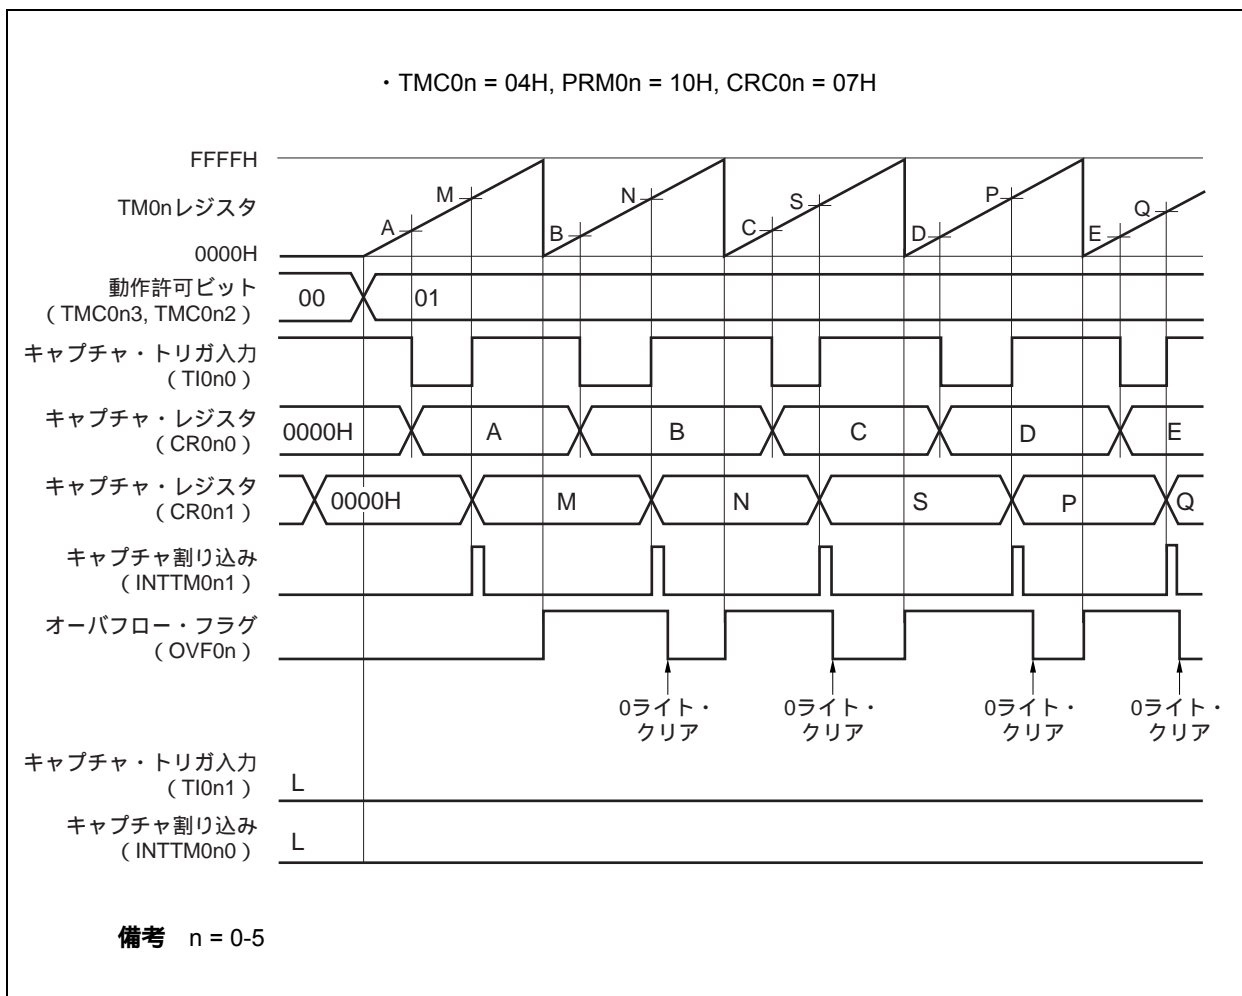 ・TMC0n = 04H, PRM0n = 10H, CRC0n = 07H
FFFFH
TM0nレジスタ
0000H
A
M
B
N
C
S
D
P
E
Q
動作許可ビット
(TMC0n3, TMC0n2)
00
01
キャプチャ・トリガ入力
(TI0n0)
キャプチャ・レジスタ
(CR0n0)
0000H
A
B
C
D
E
キャプチャ・レジスタ
(CR0n1)
0000H
M
N
S
P
Q
キャプチャ割り込み
(INTTM0n1)
オーバフロー・フラグ
(OVF0n)
0ライト・
クリア
0ライト・
クリア
0ライト・
クリア
0ライト・
クリア
キャプチャ・トリガ入力
(TI0n1)
L
キャプチャ割り込み
(INTTM0n0)
L
備考 n = 0-5